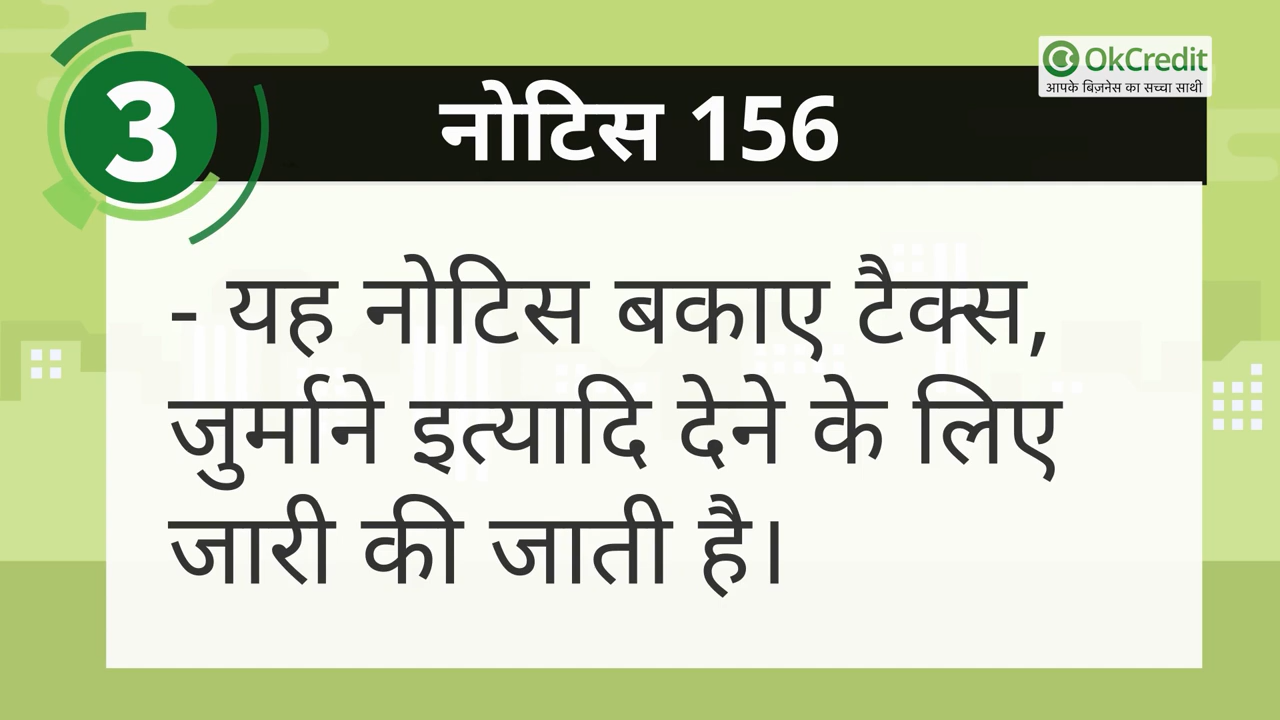 3
नोटिस 156
OkCredit
आपके बिज़नेस का सच्चा साथी
- यह नोटिस बकाए टैक्स,
जुर्माने इत्यादि देने के लिए
जारी की जाती है।